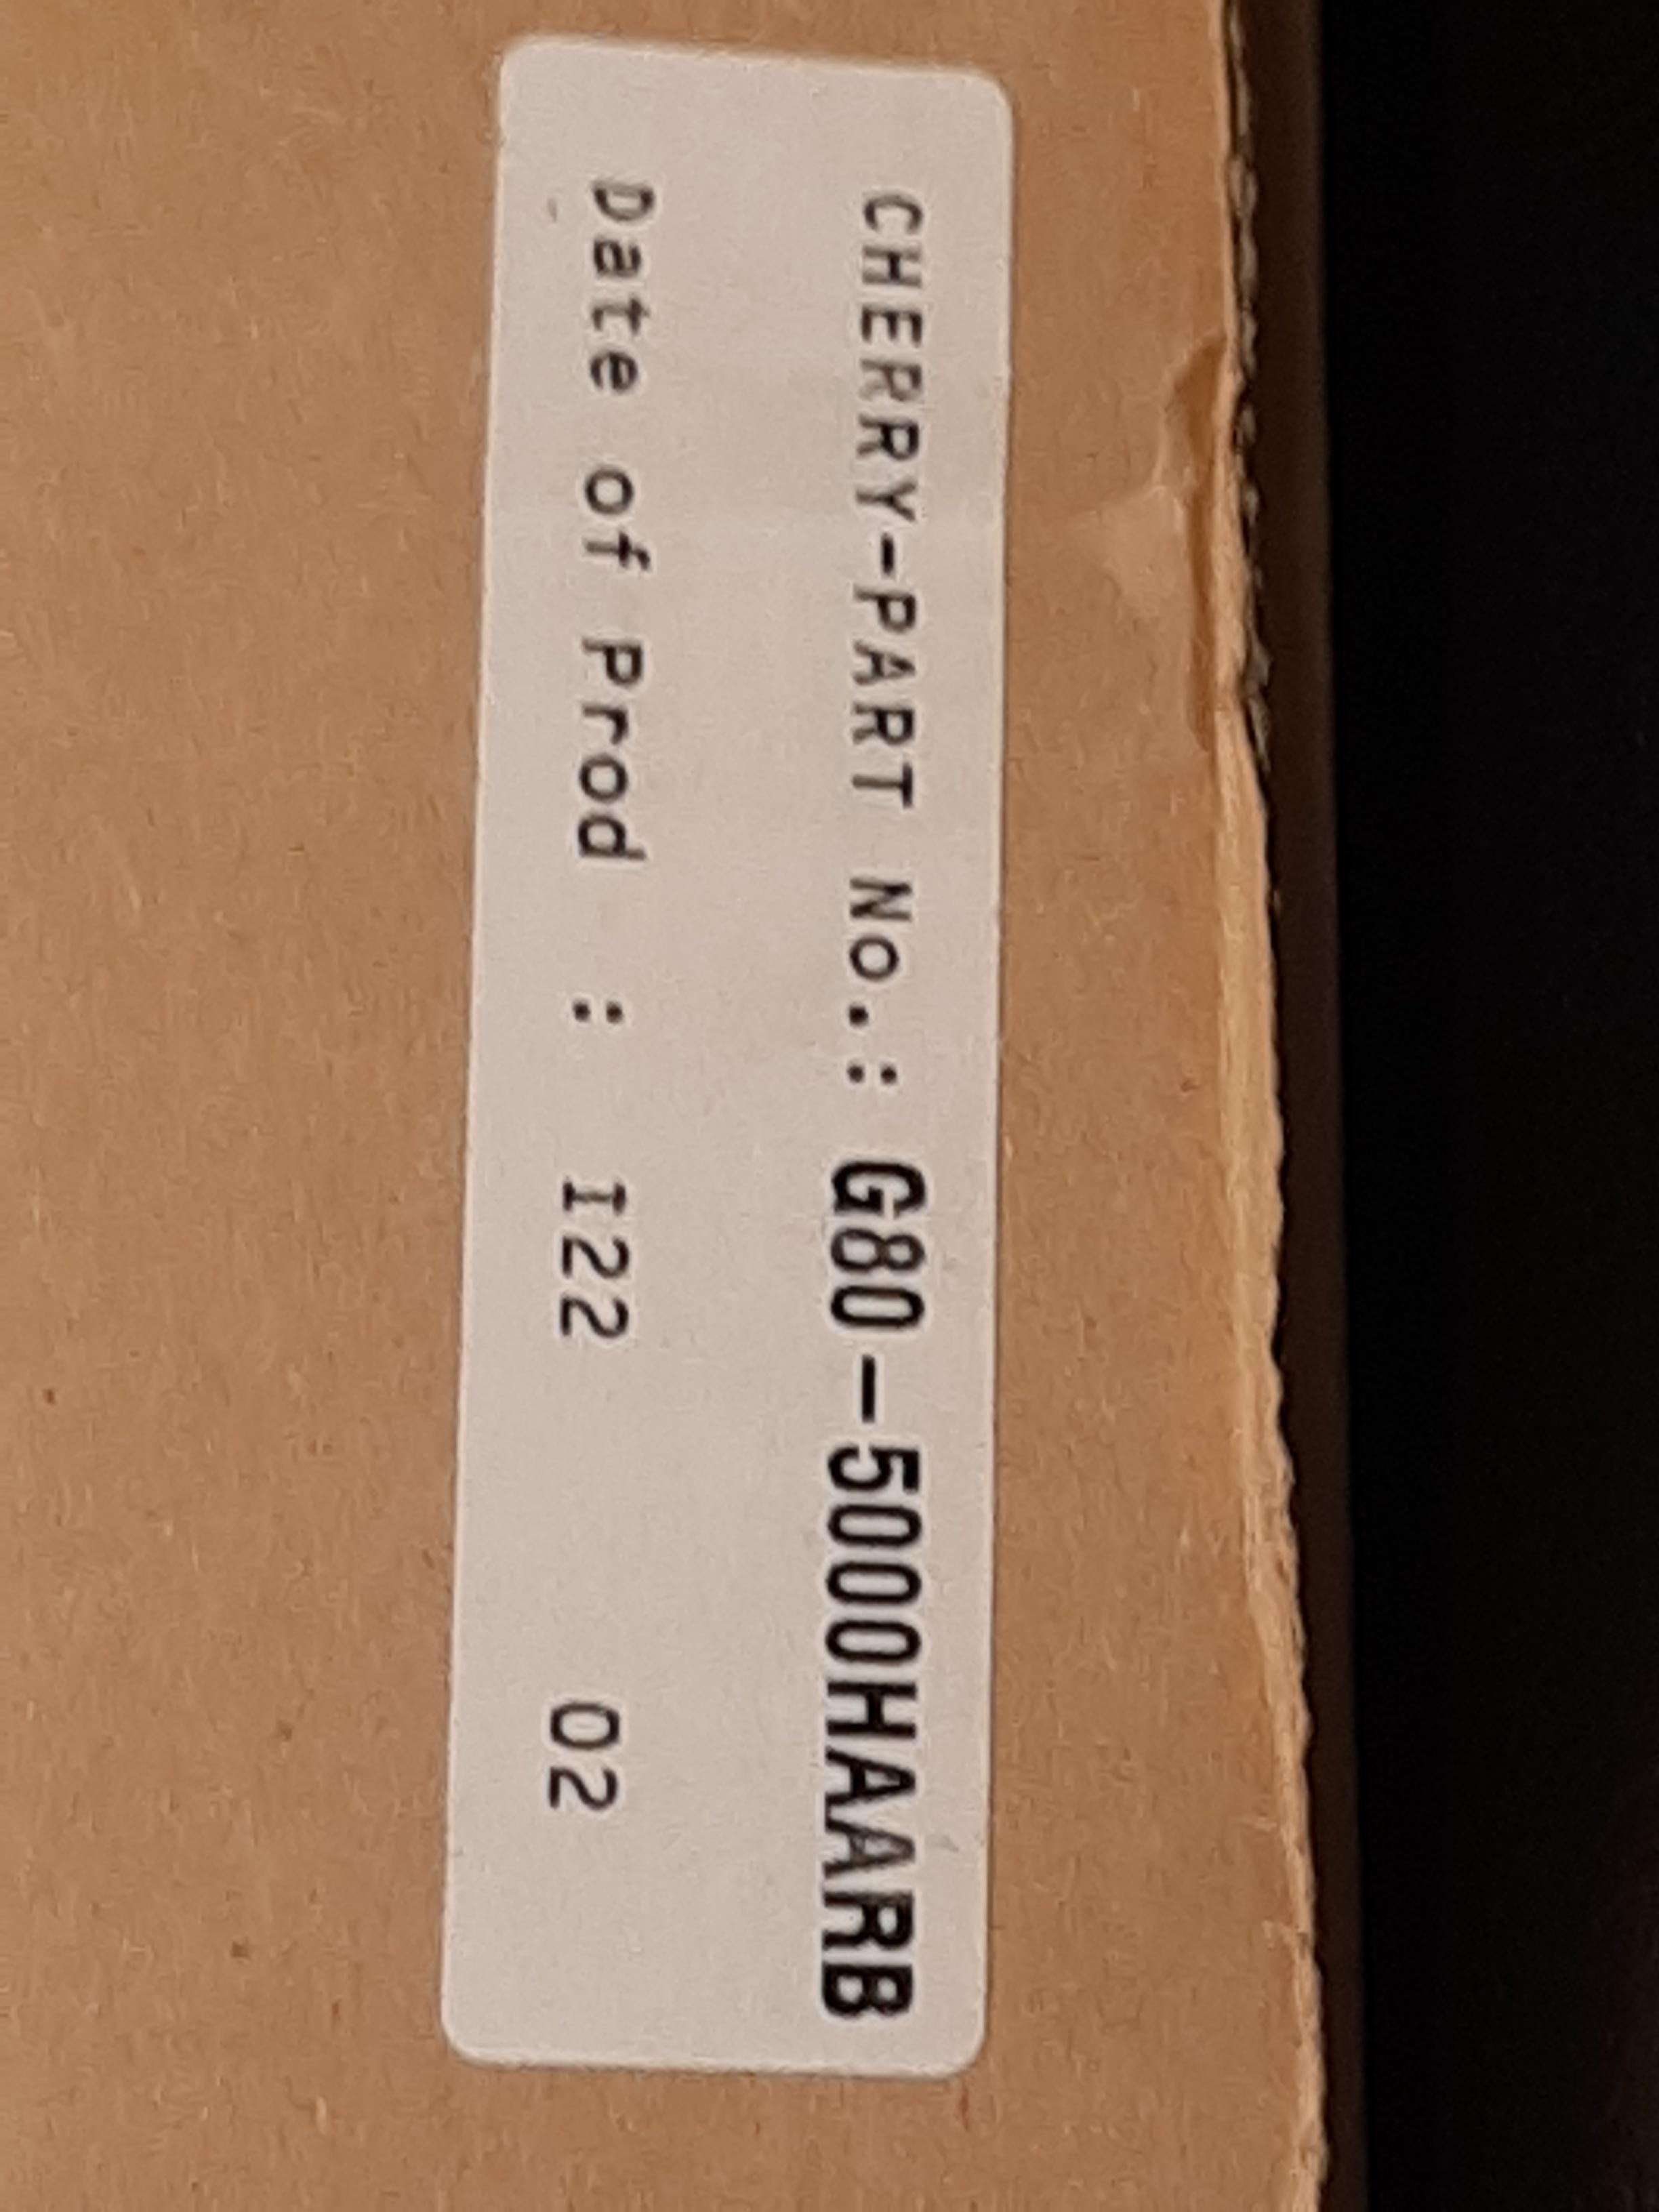 CHERRY-PART No.: G80-5000HAARB
Date of Prod : I22 02